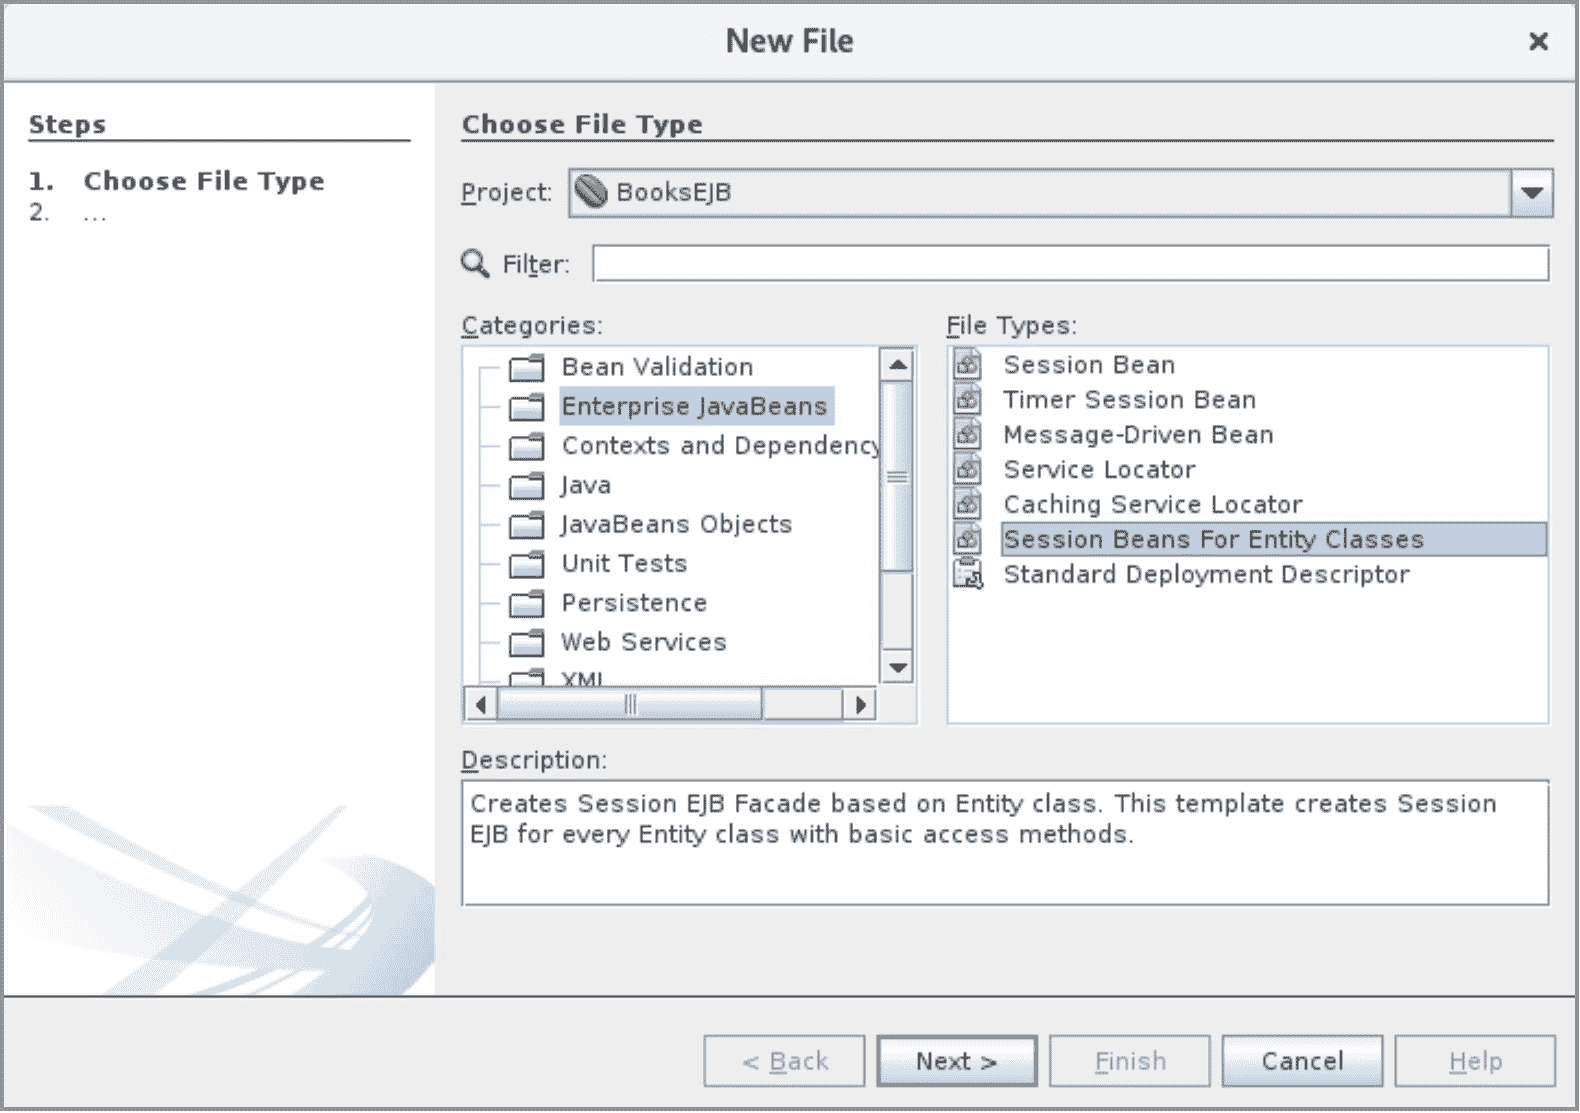 New File
Steps
1. Choose File Type
2. ...
Choose File Type
Project: BooksEJB
Filter:
Categories:
Bean Validation
Enterprise JavaBeans
Contexts and Dependency
Java
JavaBeans Objects
Unit Tests
Persistence
Web Services
XML
File Types:
Session Bean
Timer Session Bean
Message-Driven Bean
Service Locator
Caching Service Locator
Session Beans For Entity Classes
Standard Deployment Descriptor
Description:
Creates Session EJB Facade based on Entity class. This template creates Session
EJB for every Entity class with basic access methods.
< Back Next > Finish Cancel Help